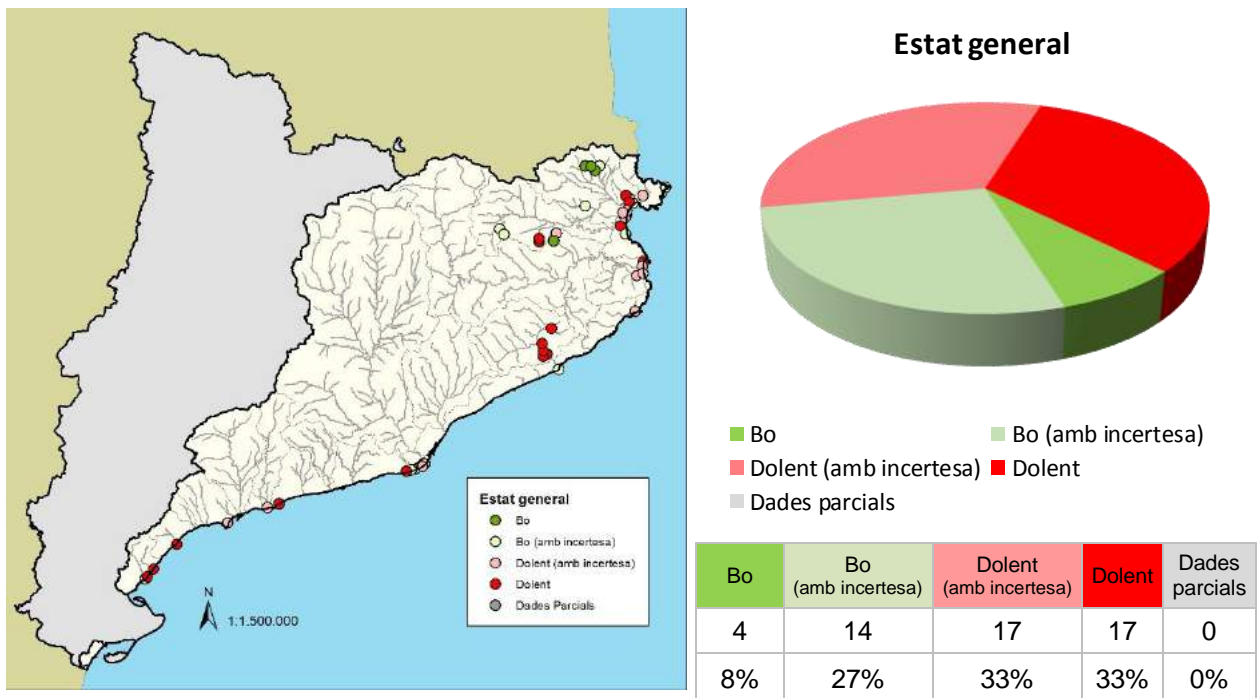 Estat general
Bo
Bo (amb incertesa)
Dolent (amb incertesa)
Dolent
Dades Parcials
N
1:1.500.000
Estat general
Bo Bo (amb incertesa)
Dolent (amb incertesa) Dolent
Dades parcials
Bo Bo (amb incertesa) Dolent (amb incertesa) Dolent Dades parcials
4 14 17 17 0
8% 27% 33% 33% 0%